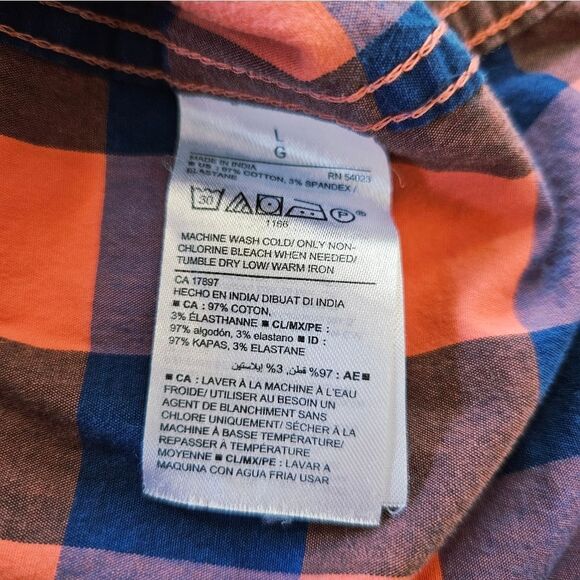 L
G
MADE IN INDIA RN 54023
■ US : 97% COTTON, 3% SPANDEX /
ELASTANE
30 P
1166
MACHINE WASH COLD/ ONLY NON-
CHLORINE BLEACH WHEN NEEDED/
TUMBLE DRY LOW/ WARM IRON
CA 17897
HECHO EN INDIA/ DIBUAT DI INDIA
■ CA : 97% COTON,
3% ÉLASTHANNE ■ CL/MX/PE :
97% algodón, 3% elastano ■ ID :
97% KAPAS, 3% ELASTANE
■ AE : 97% قطن, 3% إيلاستين
■ CA : LAVER À LA MACHINE À L'EAU
FROIDE/ UTILISER AU BESOIN UN
AGENT DE BLANCHIMENT SANS
CHLORE UNIQUEMENT/ SÉCHER À LA
MACHINE À BASSE TEMPÉRATURE/
REPASSER À TEMPÉRATURE
MOYENNE ■ CL/MX/PE : LAVAR A
MAQUINA CON AGUA FRIA/ USAR